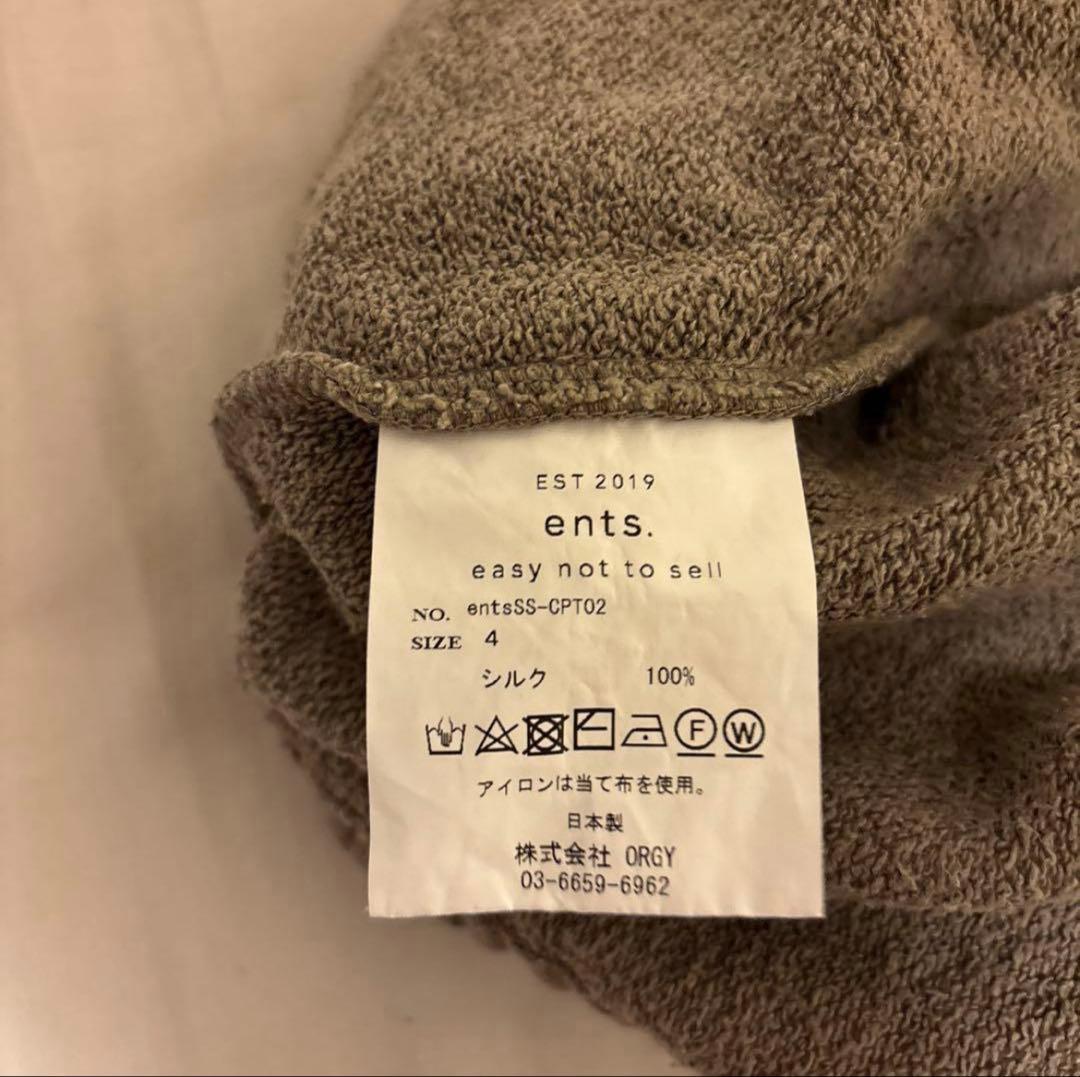 EST 2019
ents.
easy not to sell
NO. entsSS-CPT02
SIZE 4
シルク 100%
F W
アイロンは当て布を使用。
日本製
株式会社 ORGY
03-6659-6962